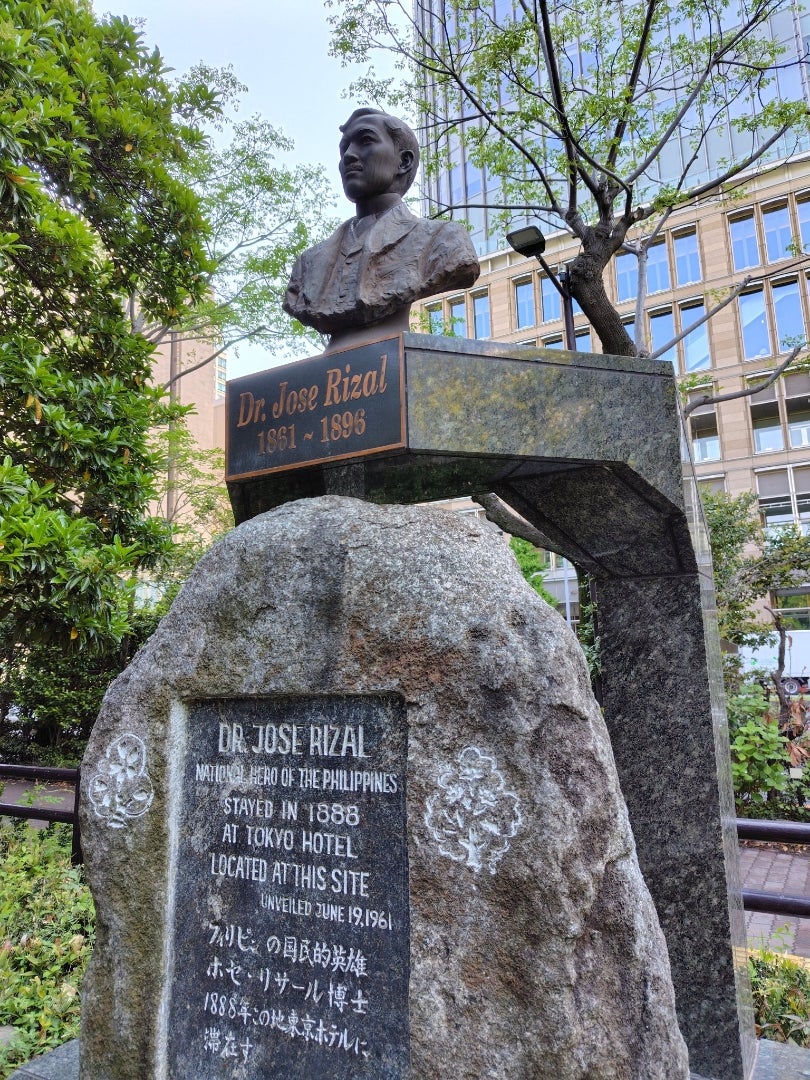 Dr. Jose Rizal
1861 ~ 1896
DR. JOSE RIZAL
NATIONAL HERO OF THE PHILIPPINES
STAYED IN 1888
AT TOKYO HOTEL
LOCATED AT THIS SITE
UNVEILED JUNE 19, 1961
フィリピンの国民的英雄
ホセ・リサール博士
1888年この地東京ホテルに
滞在す